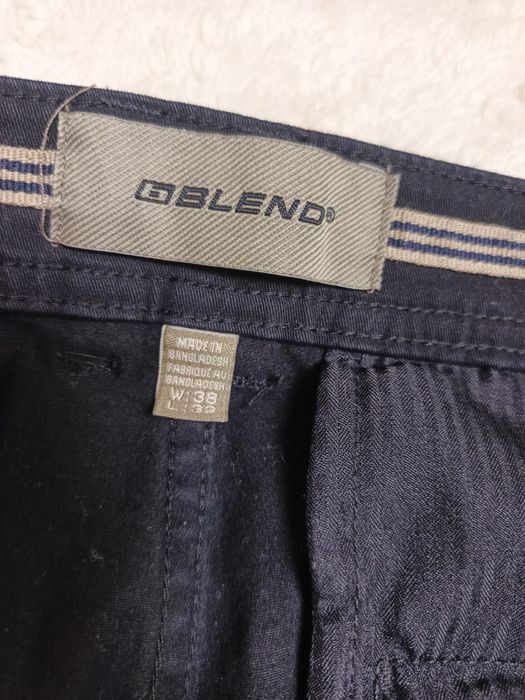 BLEND®
MADE IN
BANGLADESH
FABRIQUÉ AU
BANGLADESH
W:38
L:32